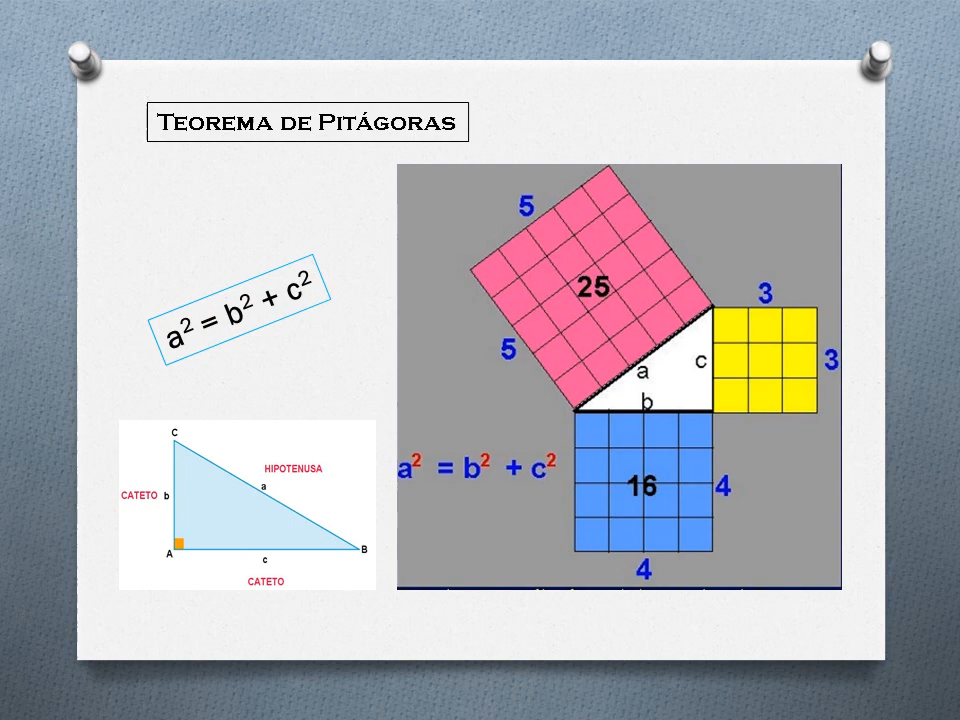 Teorema de Pitágoras
a² = b² + c²
C
HIPOTENUSA
a
CATETO b
A
B
c
CATETO
5
25
5
3
3
a
c
b
a² = b² + c²
16
4
4